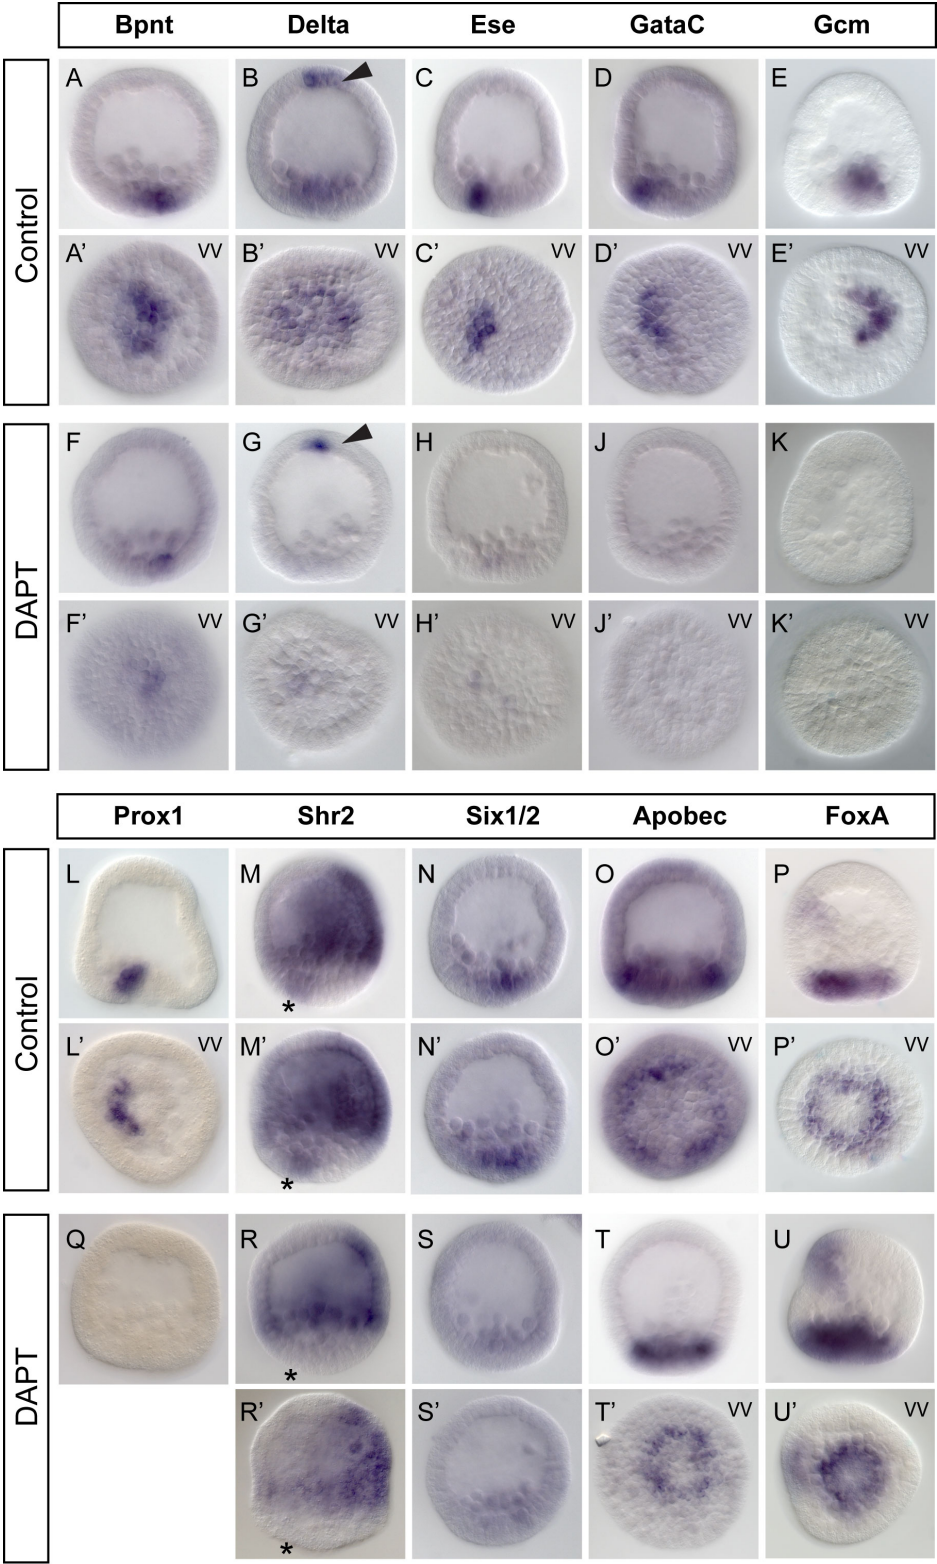 Bpnt Delta Ese GataC Gcm
Control
A B C D E
A’ VV B’ VV C’ VV D’ VV E’ VV
DAPT
F G H J K
F’ VV G’ VV H’ VV J’ VV K’ VV
Prox1 Shr2 Six1/2 Apobec FoxA
Control
L M N O P
*
L’ VV M’ N’ O’ VV P’ VV
*
DAPT
Q R S T U
*
R’ S’ T’ VV U’ VV
*